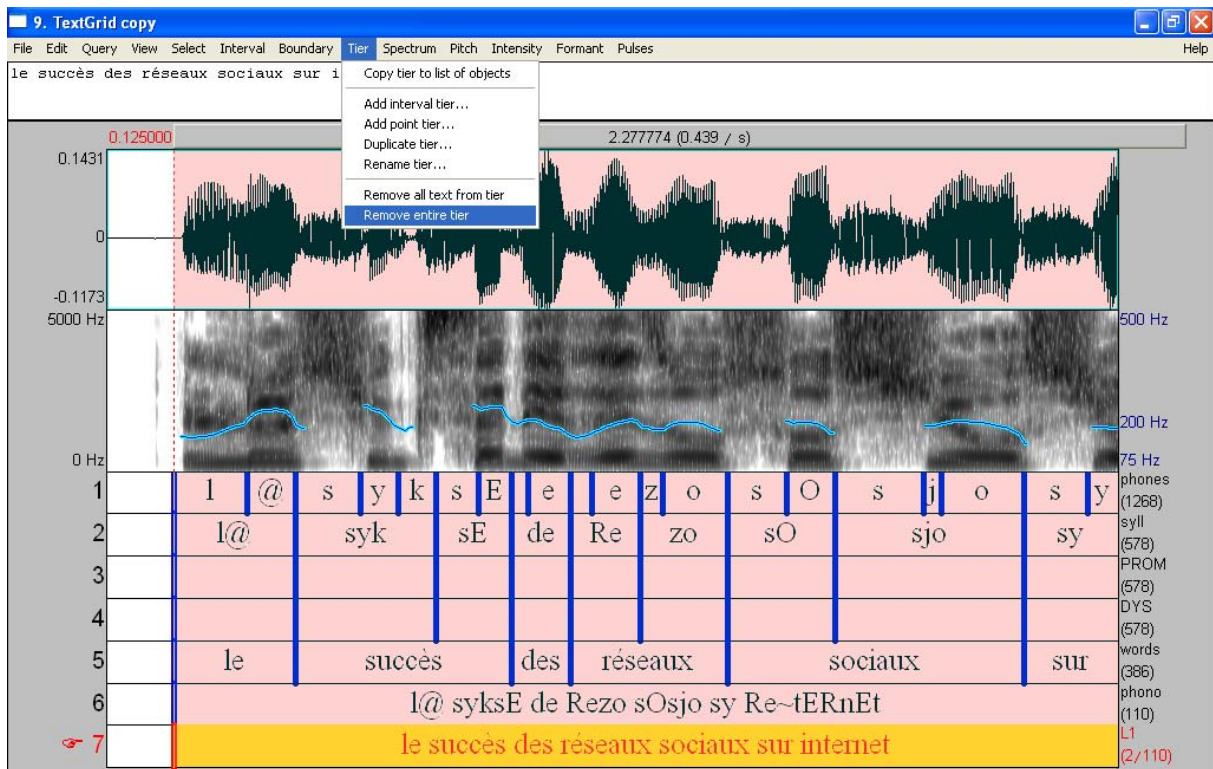 9. TextGrid copy
File Edit Query View Select Interval Boundary Tier Spectrum Pitch Intensity Formant Pulses Help
le succès des réseaux sociaux sur i
Copy tier to list of objects
Add interval tier...
Add point tier...
Duplicate tier...
Rename tier...
Remove all text from tier
Remove entire tier
0.125000 2.277774 (0.439 / s)
0.1431
0
-0.1173
5000 Hz 500 Hz
200 Hz
0 Hz 75 Hz
1 l @ s y k s E e e z o s O s j o s y phones (1268)
2 l@ syk sE de Re zo sO sjo sy syll (578)
3 PROM (578)
4 DYS (578)
5 le succès des réseaux sociaux sur words (386)
6 l@ syksE de Rezo sOsjo sy Re~tERnEt phono (110)
7 le succès des réseaux sociaux sur internet L1 (2/110)